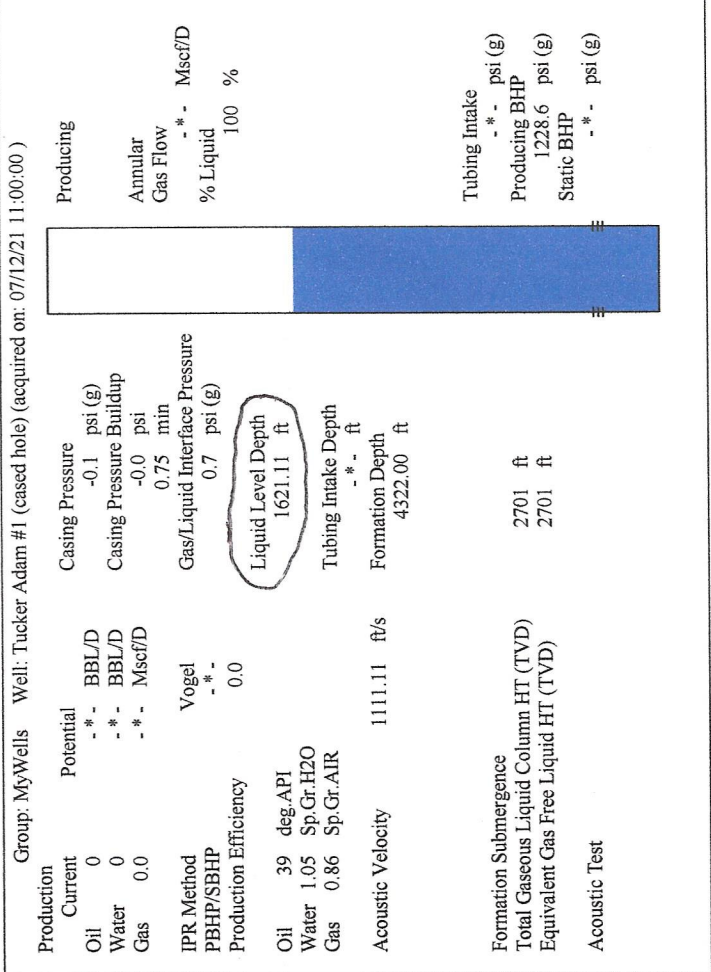 Group: MyWells Well: Tucker Adam #1 (cased hole) (acquired on: 07/12/21 11:00:00 )
Production
Current Potential
Oil 0 - * - BBL/D
Water 0 - * - BBL/D
Gas 0.0 - * - Mscf/D
IPR Method Vogel
PBHP/SBHP - * -
Production Efficiency 0.0
Oil 39 deg.API
Water 1.05 Sp.Gr.H2O
Gas 0.86 Sp.Gr.AIR
Acoustic Velocity 1111.11 ft/s
Formation Submergence
Total Gaseous Liquid Column HT (TVD) 2701 ft
Equivalent Gas Free Liquid HT (TVD) 2701 ft
Acoustic Test
Casing Pressure
-0.1 psi (g)
Casing Pressure Buildup
-0.0 psi
0.75 min
Gas/Liquid Interface Pressure
0.7 psi (g)
Liquid Level Depth
1621.11 ft
Tubing Intake Depth
- * - ft
Formation Depth
4322.00 ft
Producing
Annular
Gas Flow
- * - Mscf/D
% Liquid
100 %
Tubing Intake
- * - psi (g)
Producing BHP
1228.6 psi (g)
Static BHP
- * - psi (g)